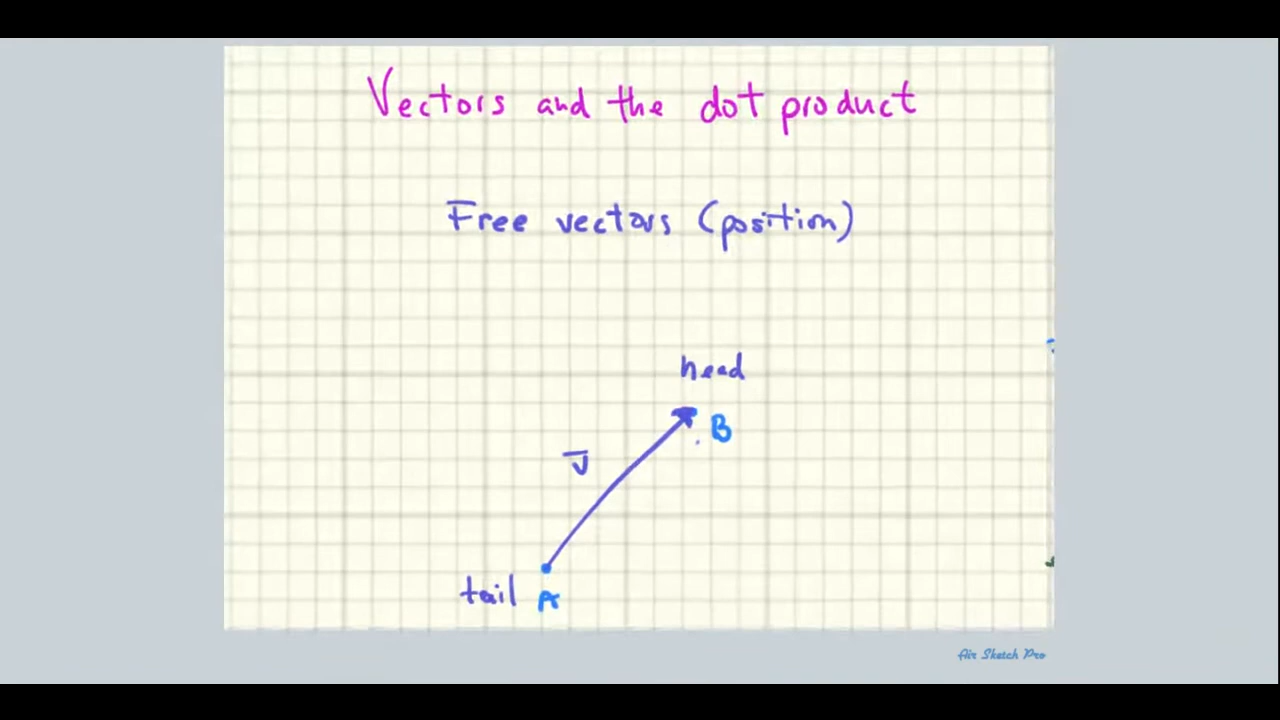 Vectors and the dot product
Free vectors (position)
head
B
v̅
tail A
Air Sketch Pro